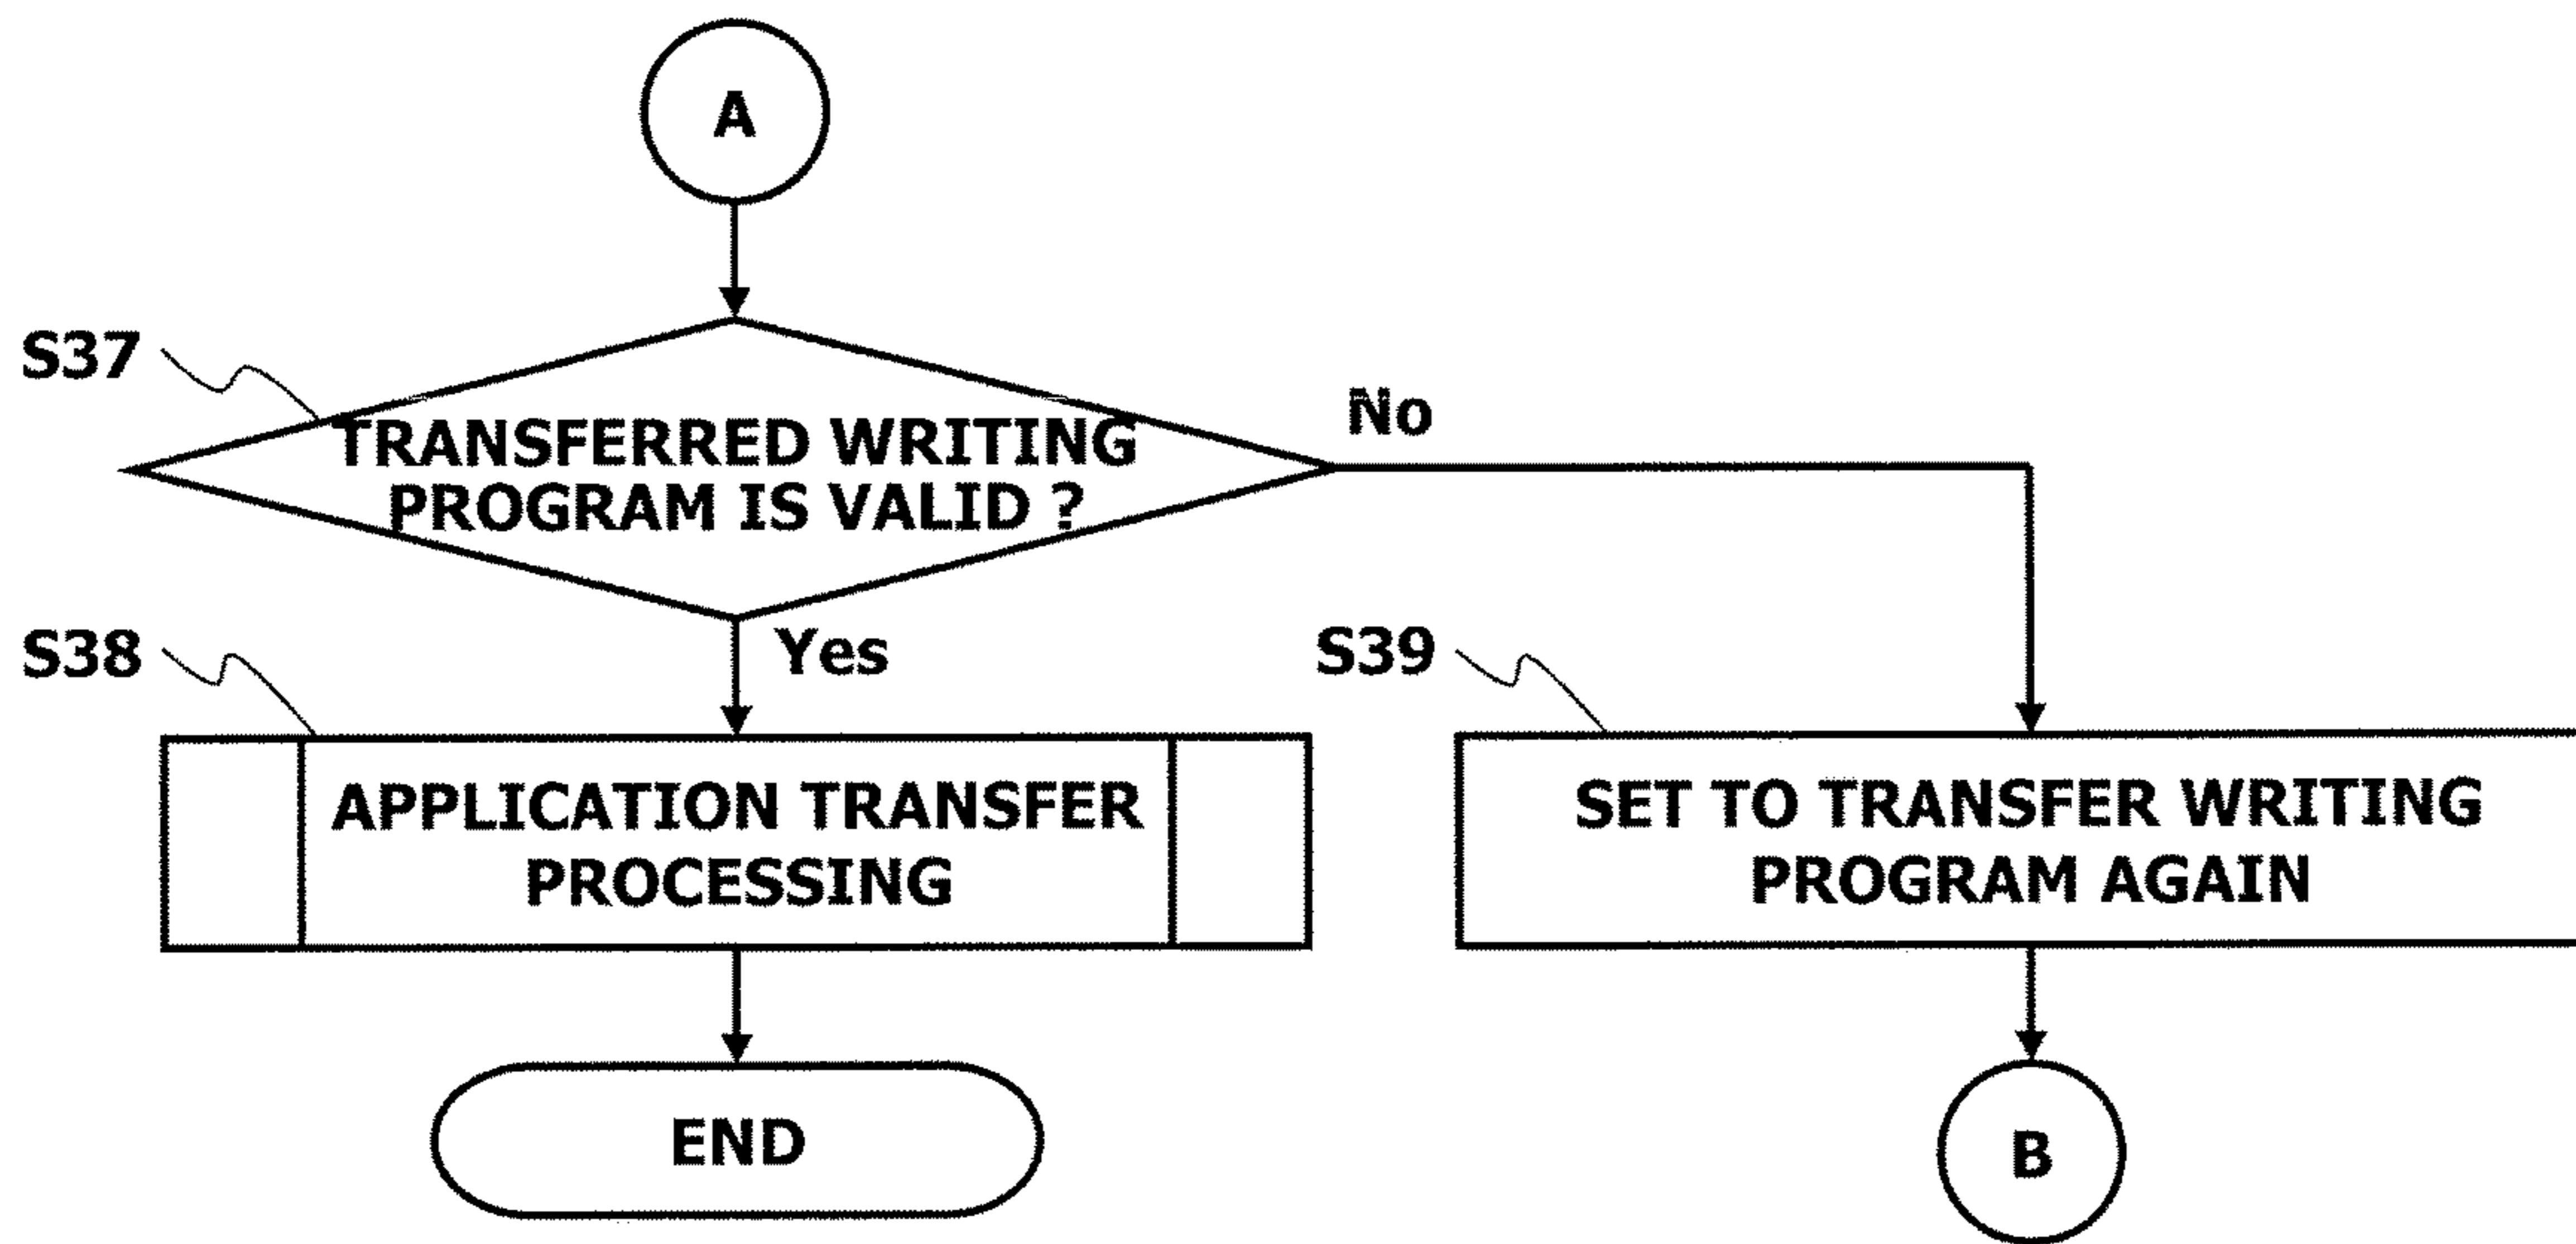 A
S37
TRANSFERRED WRITING
PROGRAM IS VALID ?
No
Yes
S38
APPLICATION TRANSFER
PROCESSING
S39
SET TO TRANSFER WRITING
PROGRAM AGAIN
END
B